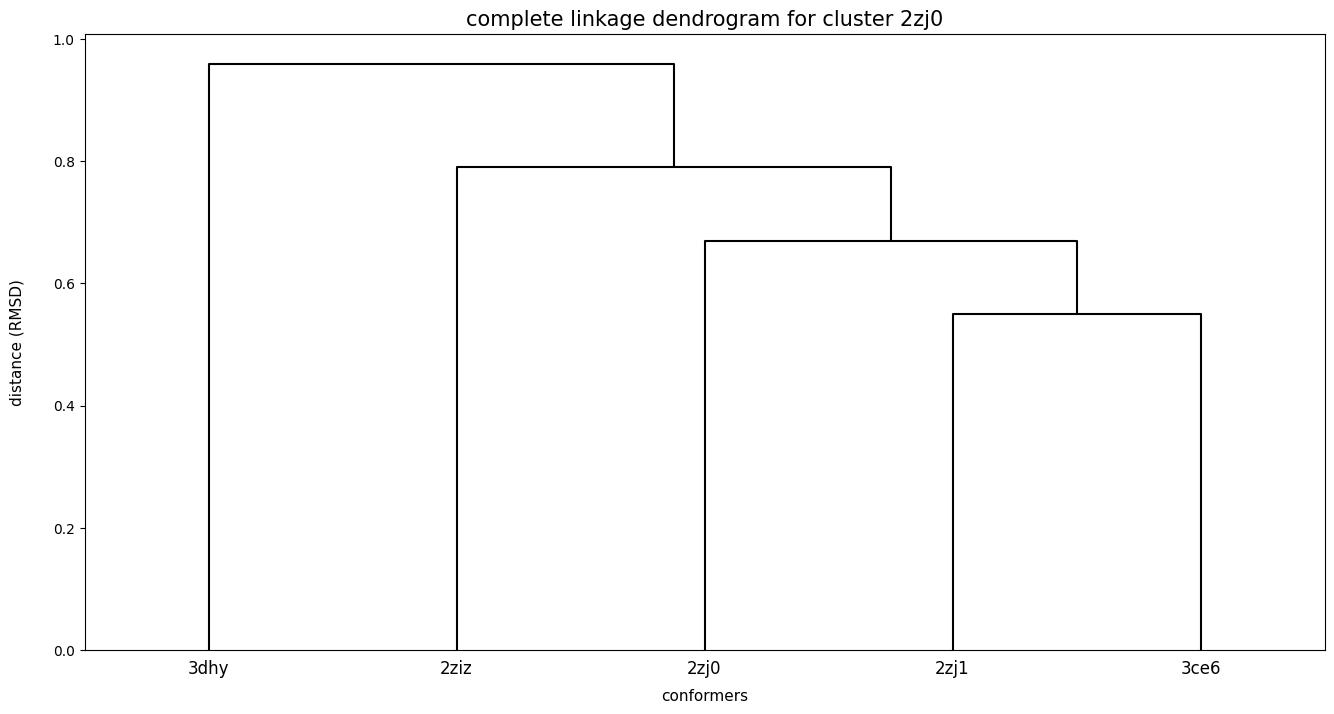 complete linkage dendrogram for cluster 2zj0
1.0
0.8
0.6
0.4
0.2
0.0
distance (RMSD)
3dhy 2ziz 2zj0 2zj1 3ce6
conformers